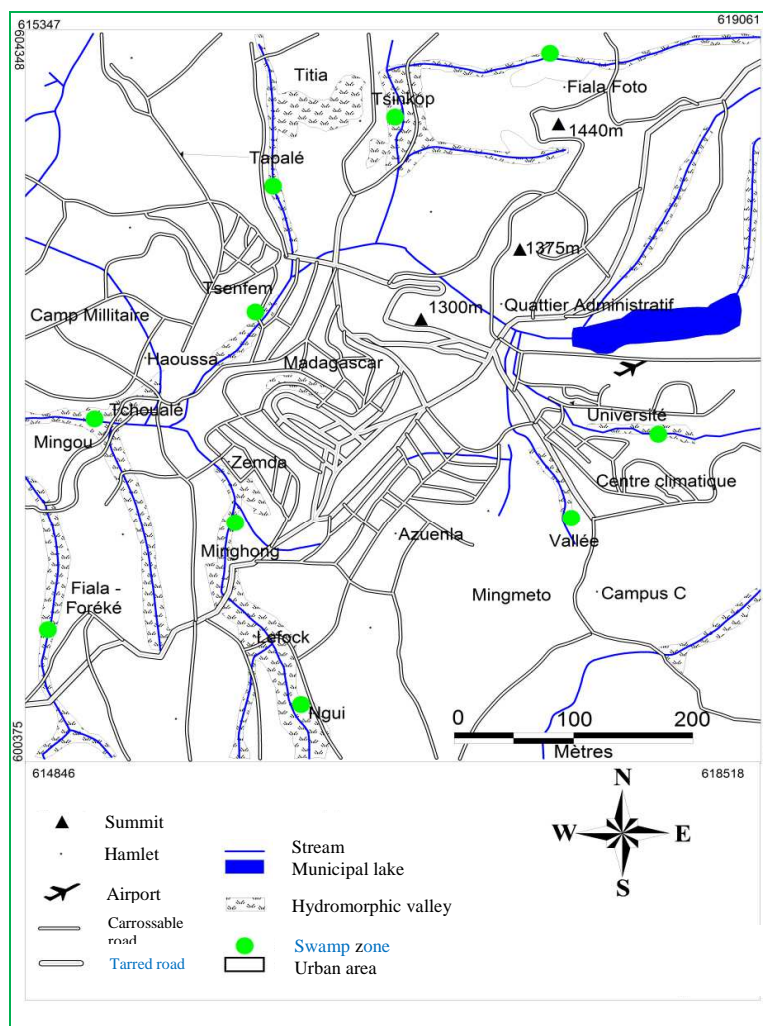 615347
619061
604348
Titia
Fiala Foto
Tsinkop
1440m
Tapalé
1375m
Tsenfem
1300m
Quattier Administratif
Camp Millitaire
Haoussa
Madagascar
Tchoualé
Université
Mingou
Zemda
Centre climatique
Azuenla
Minghong
Vallée
Fiala -
Foréké
Mingmeto
Campus C
Lefock
Ngui
0
100
200
Mètres
600375
614846
618518
N
W
E
S
Summit
Hamlet
Airport
Carrossable
road
Tarred road
Stream
Municipal lake
Hydromorphic valley
Swamp zone
Urban area